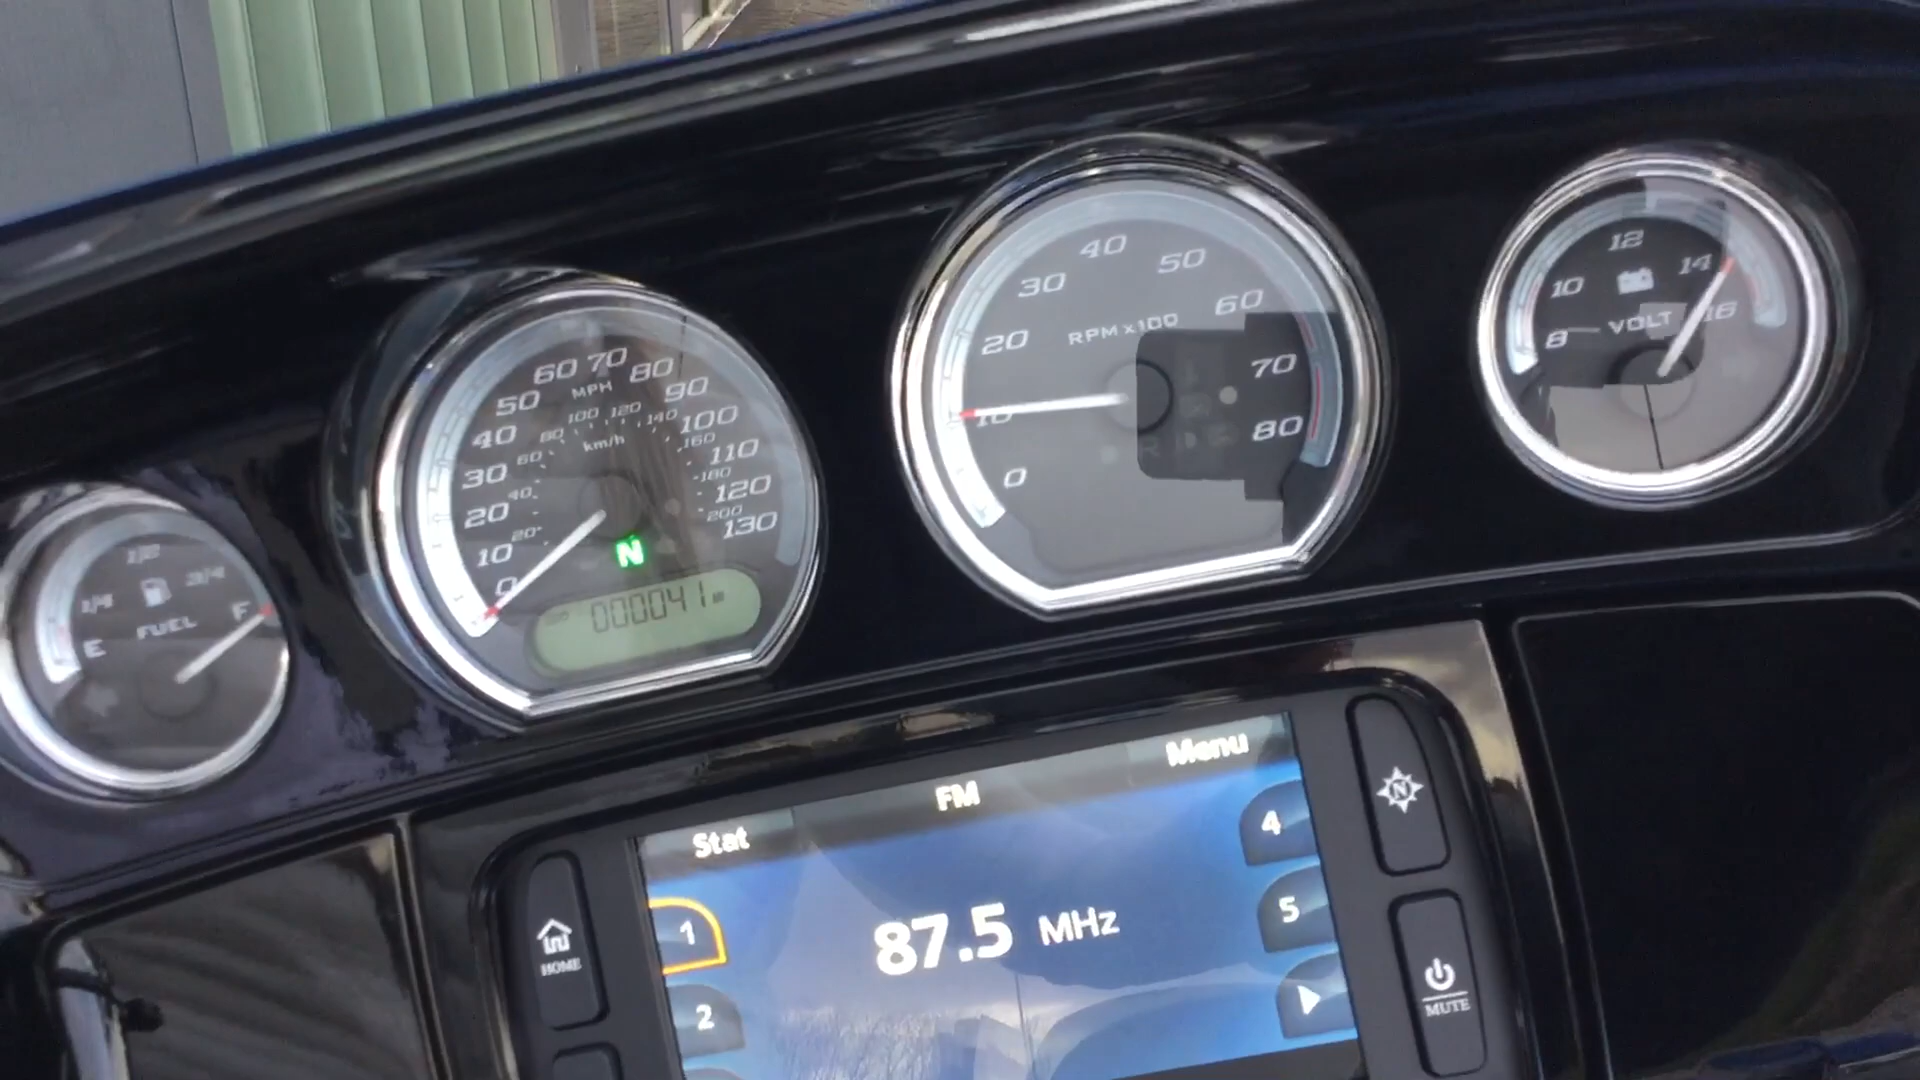 1/2
1/4
3/4
E
F
FUEL
60 70
50
80
MPH
90
40
100 120
80
140
100
km/h
30
60
160
110
20
40
180
120
10
20
200
130
0
N
000041
40
30
50
20
60
RPM x100
10
70
0
80
12
10
14
8
VOLT
16
Stat
FM
Menu
1
87.5 MHz
4
2
5
HOME
N
MUTE